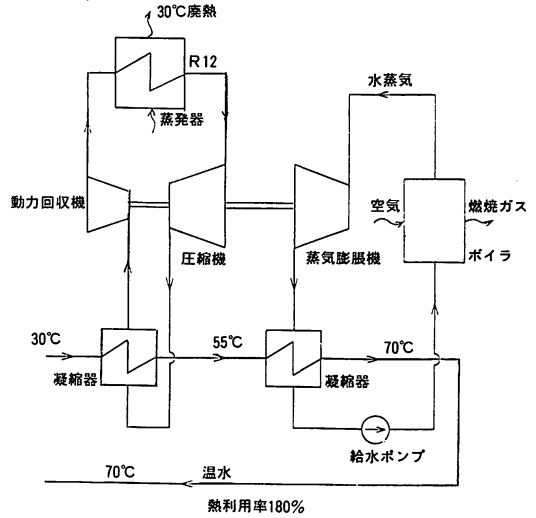 30℃廃熱
R12
蒸発器
水蒸気
動力回収機
圧縮機
蒸気膨脹機
空気
燃焼ガス
ボイラ
30℃
55℃
70℃
凝縮器
凝縮器
給水ポンプ
70℃
温水
熱利用率180%